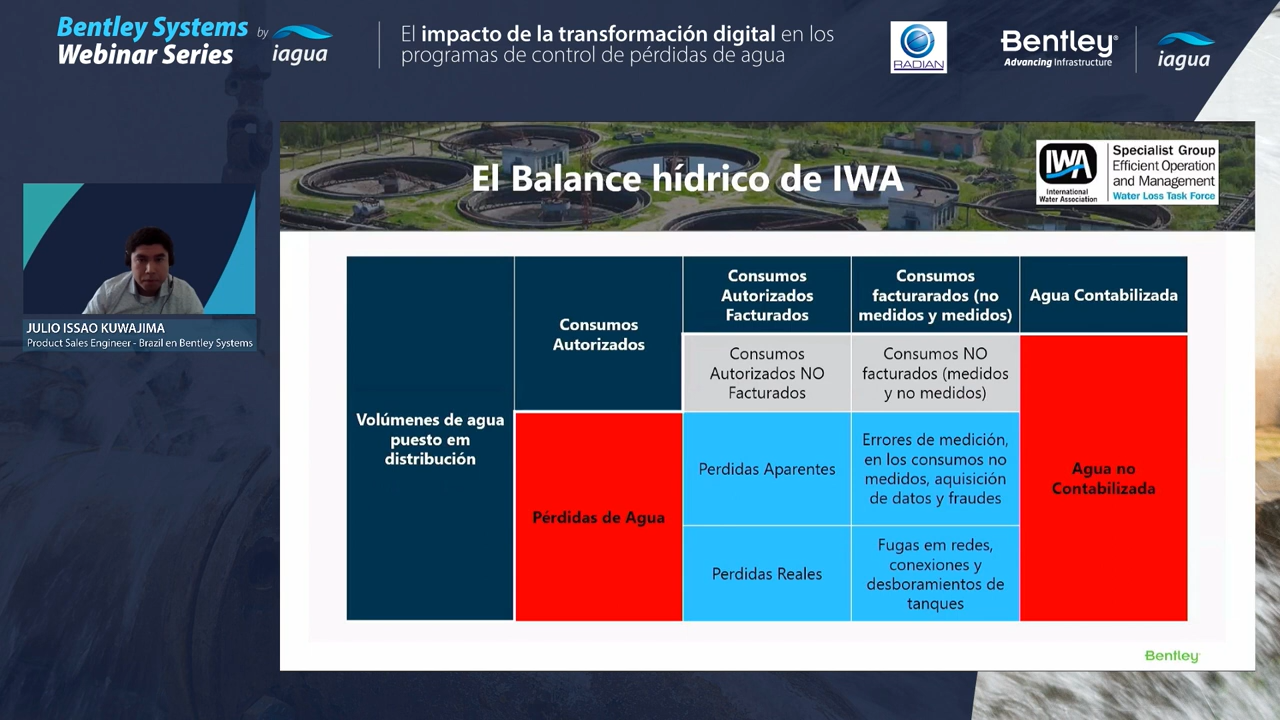 Bentley Systems
Webinar Series
by
iagua
El impacto de la transformación digital en los
programas de control de pérdidas de agua
RADIAN
Bentley®
Advancing Infrastructure
iagua
El Balance hídrico de IWA
IWA
International
Water Association
Specialist Group
Efficient Operation
and Management
Water Loss Task Force
JULIO ISSAO KUWAJIMA
Product Sales Engineer - Brazil en Bentley Systems
Volúmenes de agua
puesto em
distribución
Consumos
Autorizados
Consumos
Autorizados
Facturados
Consumos
facturarados (no
medidos y medidos)
Agua Contabilizada
Consumos
Autorizados NO
Facturados
Consumos NO
facturados (medidos
y no medidos)
Pérdidas de Agua
Perdidas Aparentes
Errores de medición,
en los consumos no
medidos, aquisición
de datos y fraudes
Agua no
Contabilizada
Perdidas Reales
Fugas em redes,
conexiones y
desboramientos de
tanques
Bentley